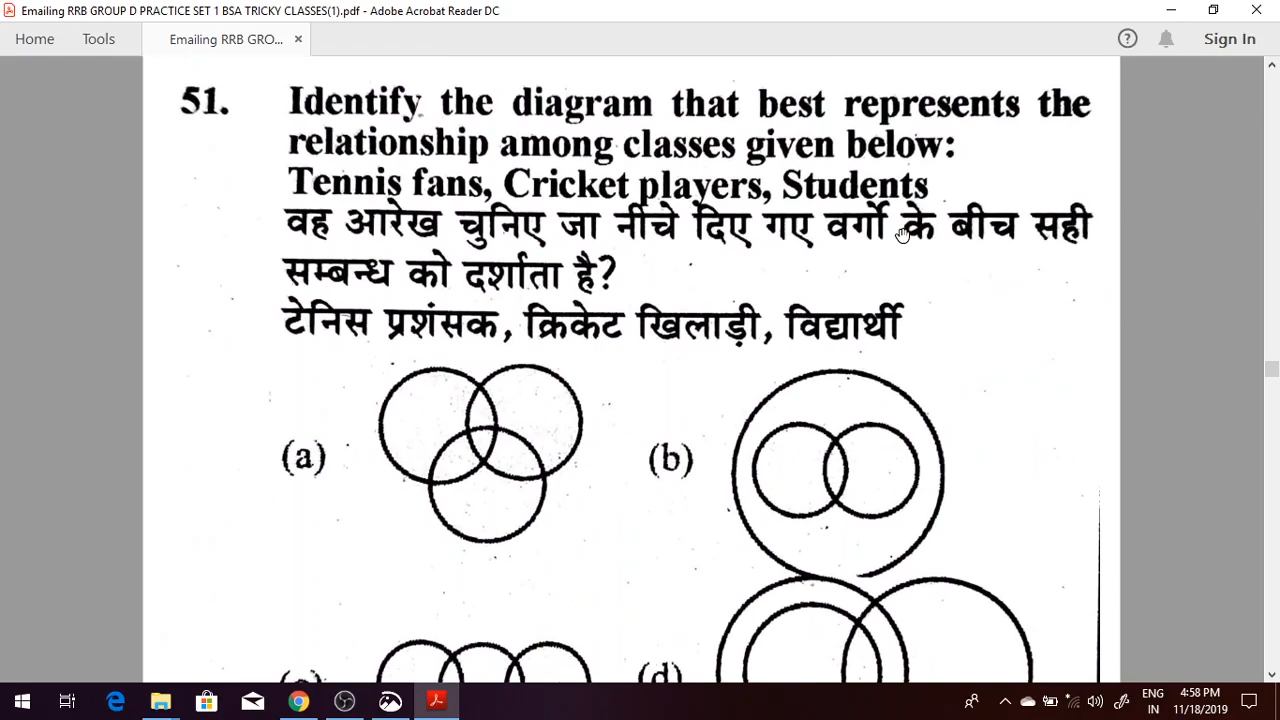 Emailing RRB GROUP D PRACTICE SET 1 BSA TRICKY CLASSES(1).pdf - Adobe Acrobat Reader DC
Home Tools Emailing RRB GRO... × Sign In
51. Identify the diagram that best represents the
relationship among classes given below:
Tennis fans, Cricket players, Students
वह आरेख चुनिए जा नीचे दिए गए वर्गो के बीच सही
सम्बन्ध को दर्शाता है?
टेनिस प्रशंसक, क्रिकेट खिलाड़ी, विद्यार्थी
(a) (b)
(d)
ENG 4:58 PM
IN 11/18/2019